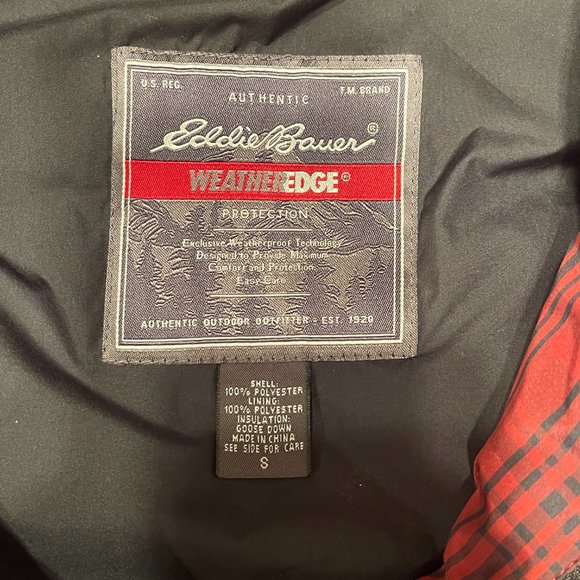 U.S. REG. T.M. BRAND
AUTHENTIC
Eddie Bauer®
WEATHEREDGE®
PROTECTION
Exclusive Weatherproof Technology
Designed to Provide Maximum
Comfort and Protection.
Easy Care
AUTHENTIC OUTDOOR OUTFITTER - EST. 1920
SHELL:
100% POLYESTER
LINING:
100% POLYESTER
INSULATION:
GOOSE DOWN
MADE IN CHINA
SEE SIDE FOR CARE
S